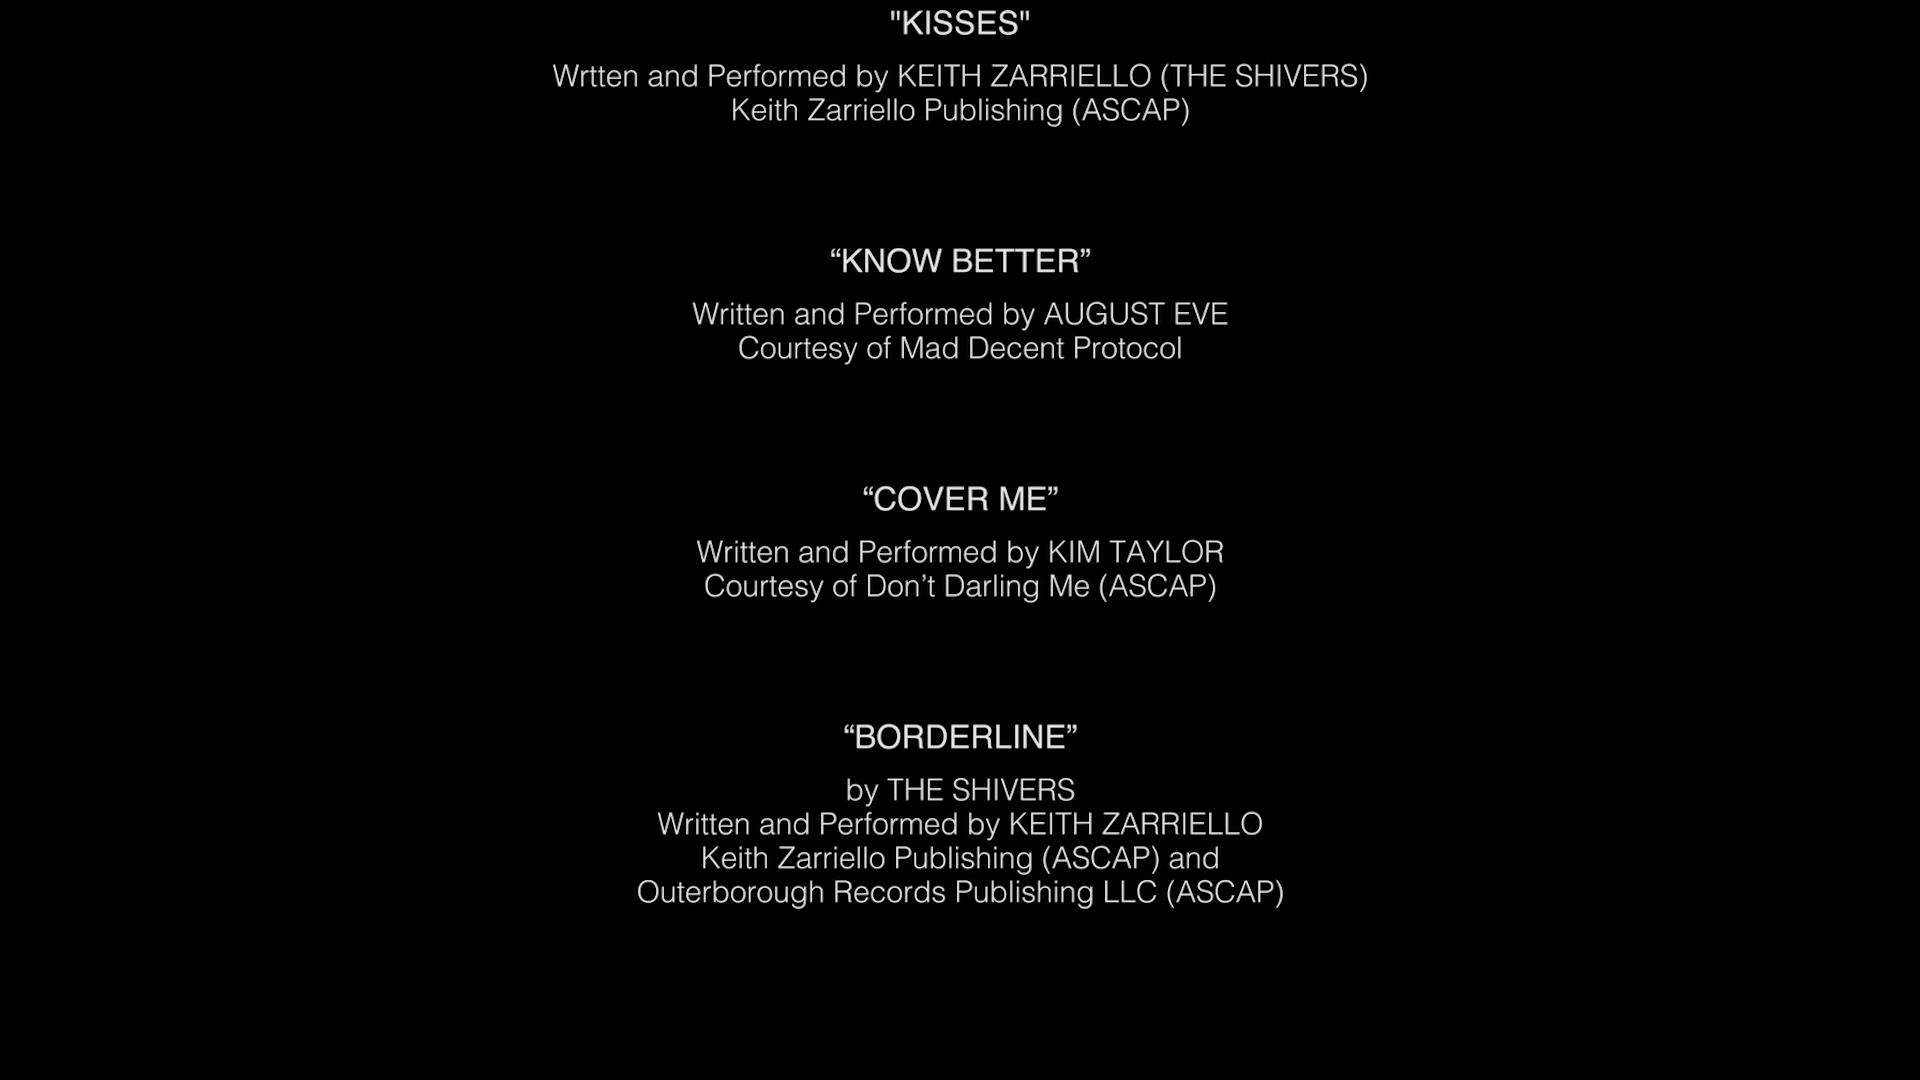 "KISSES"
Wrtten and Performed by KEITH ZARRIELLO (THE SHIVERS)
Keith Zarriello Publishing (ASCAP)
“KNOW BETTER”
Written and Performed by AUGUST EVE
Courtesy of Mad Decent Protocol
“COVER ME”
Written and Performed by KIM TAYLOR
Courtesy of Don’t Darling Me (ASCAP)
“BORDERLINE”
by THE SHIVERS
Written and Performed by KEITH ZARRIELLO
Keith Zarriello Publishing (ASCAP) and
Outerborough Records Publishing LLC (ASCAP)